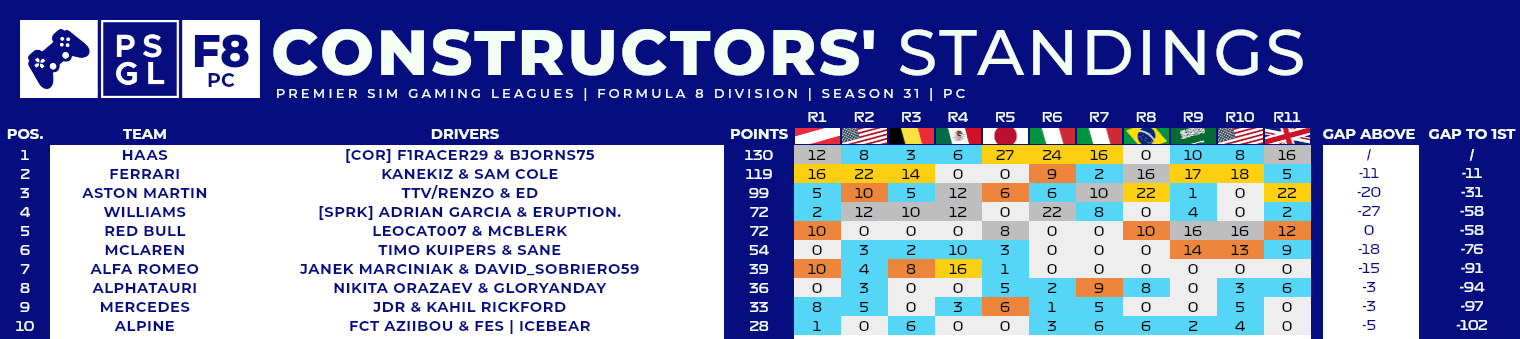 PS
GL
F8
PC
CONSTRUCTORS' STANDINGS
PREMIER SIM GAMING LEAGUES | FORMULA 8 DIVISION | SEASON 31 | PC
R1 R2 R3 R4 R5 R6 R7 R8 R9 R10 R11
POS. TEAM DRIVERS POINTS GAP ABOVE GAP TO 1ST
1 HAAS [COR] F1RACER29 & BJORNS75 130 12 8 3 6 27 24 16 0 10 8 16 / /
2 FERRARI KANEKIZ & SAM COLE 119 16 22 14 0 0 9 2 16 17 18 5 -11 -11
3 ASTON MARTIN TTV/RENZO & ED 99 5 10 5 12 6 6 10 22 1 0 22 -20 -31
4 WILLIAMS [SPRK] ADRIAN GARCIA & ERUPTION. 72 2 12 10 12 0 22 8 0 4 0 2 -27 -58
5 RED BULL LEOCAT007 & MCBLERK 72 10 0 0 0 8 0 0 10 16 16 12 0 -58
6 MCLAREN TIMO KUIPERS & SANE 54 0 3 2 10 3 0 0 0 14 13 9 -18 -76
7 ALFA ROMEO JANEK MARCINIAK & DAVID_SOBRIERO59 39 10 4 8 16 1 0 0 0 0 0 0 -15 -91
8 ALPHATAURI NIKITA ORAZAEV & GLORYANDAY 36 0 3 0 0 5 2 9 8 0 3 6 -3 -94
9 MERCEDES JDR & KAHIL RICKFORD 33 8 5 0 3 6 1 5 0 0 5 0 -3 -97
10 ALPINE FCT AZIIBOU & FES | ICEBEAR 28 1 0 6 0 0 3 6 6 2 4 0 -5 -102